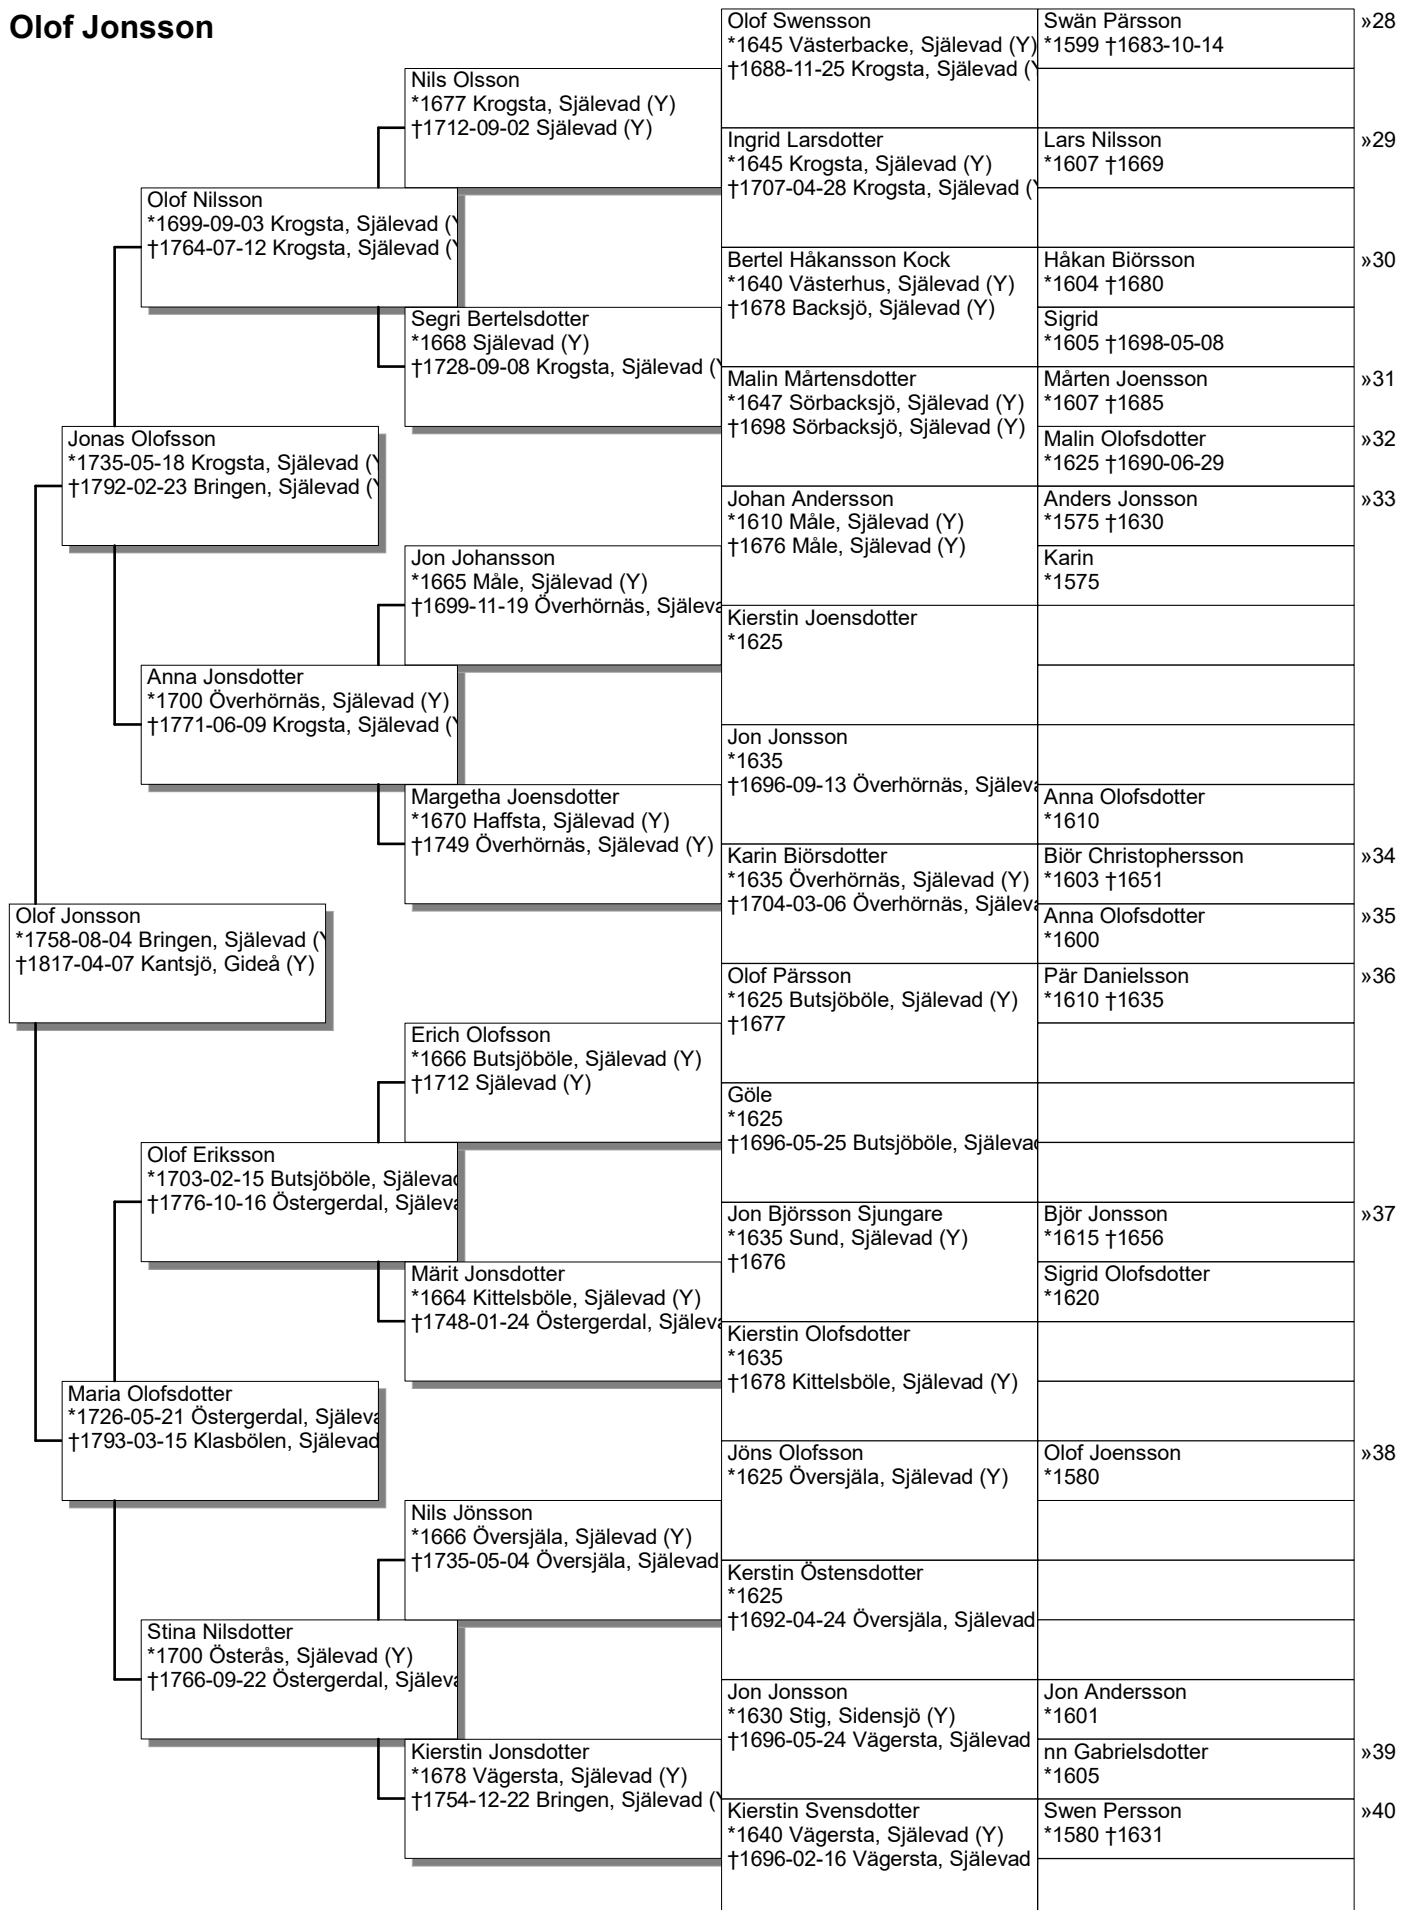 Olof Jonsson
Olof Jonsson
*1758-08-04 Bringen, Själevad (Y
†1817-04-07 Kantsjö, Gideå (Y)
Jonas Olofsson
*1735-05-18 Krogsta, Själevad (Y
†1792-02-23 Bringen, Själevad (Y
Maria Olofsdotter
*1726-05-21 Östergerdal, Själeva
†1793-03-15 Klasbölen, Själevad
Olof Nilsson
*1699-09-03 Krogsta, Själevad (Y
†1764-07-12 Krogsta, Själevad (Y
Anna Jonsdotter
*1700 Överhörnäs, Själevad (Y)
†1771-06-09 Krogsta, Själevad (Y
Olof Eriksson
*1703-02-15 Butsjöböle, Själevad
†1776-10-16 Östergerdal, Själeva
Stina Nilsdotter
*1700 Österås, Själevad (Y)
†1766-09-22 Östergerdal, Själeva
Nils Olsson
*1677 Krogsta, Själevad (Y)
†1712-09-02 Själevad (Y)
Segri Bertelsdotter
*1668 Själevad (Y)
†1728-09-08 Krogsta, Själevad (Y
Jon Johansson
*1665 Måle, Själevad (Y)
†1699-11-19 Överhörnäs, Själeva
Margetha Joensdotter
*1670 Haffsta, Själevad (Y)
†1749 Överhörnäs, Själevad (Y)
Erich Olofsson
*1666 Butsjöböle, Själevad (Y)
†1712 Själevad (Y)
Märit Jonsdotter
*1664 Kittelsböle, Själevad (Y)
†1748-01-24 Östergerdal, Själeva
Nils Jönsson
*1666 Översjäla, Själevad (Y)
†1735-05-04 Översjäla, Själevad
Kierstin Jonsdotter
*1678 Vägersta, Själevad (Y)
†1754-12-22 Bringen, Själevad (Y
Olof Swensson
*1645 Västerbacke, Själevad (Y)
†1688-11-25 Krogsta, Själevad (Y
Ingrid Larsdotter
*1645 Krogsta, Själevad (Y)
†1707-04-28 Krogsta, Själevad (Y
Bertel Håkansson Kock
*1640 Västerhus, Själevad (Y)
†1678 Backsjö, Själevad (Y)
Malin Mårtensdotter
*1647 Sörbacksjö, Själevad (Y)
†1698 Sörbacksjö, Själevad (Y)
Johan Andersson
*1610 Måle, Själevad (Y)
†1676 Måle, Själevad (Y)
Kierstin Joensdotter
*1625
Jon Jonsson
*1635
†1696-09-13 Överhörnäs, Själeva
Karin Biörsdotter
*1635 Överhörnäs, Själevad (Y)
†1704-03-06 Överhörnäs, Själeva
Olof Pärsson
*1625 Butsjöböle, Själevad (Y)
†1677
Göle
*1625
†1696-05-25 Butsjöböle, Själevad
Jon Björsson Sjungare
*1635 Sund, Själevad (Y)
†1676
Kierstin Olofsdotter
*1635
†1678 Kittelsböle, Själevad (Y)
Jöns Olofsson
*1625 Översjäla, Själevad (Y)
Kerstin Östensdotter
*1625
†1692-04-24 Översjäla, Själevad
Jon Jonsson
*1630 Stig, Sidensjö (Y)
†1696-05-24 Vägersta, Själevad
Kierstin Svensdotter
*1640 Vägersta, Själevad (Y)
†1696-02-16 Vägersta, Själevad
Swän Pärsson »28
*1599 †1683-10-14
Lars Nilsson »29
*1607 †1669
Håkan Biörsson »30
*1604 †1680
Sigrid
*1605 †1698-05-08
Mårten Joensson »31
*1607 †1685
Malin Olofsdotter »32
*1625 †1690-06-29
Anders Jonsson »33
*1575 †1630
Karin
*1575
Anna Olofsdotter
*1610
Biör Christophersson »34
*1603 †1651
Anna Olofsdotter »35
*1600
Pär Danielsson »36
*1610 †1635
Björ Jonsson »37
*1615 †1656
Sigrid Olofsdotter
*1620
Olof Joensson »38
*1580
Jon Andersson
*1601
nn Gabrielsdotter »39
*1605
Swen Persson »40
*1580 †1631